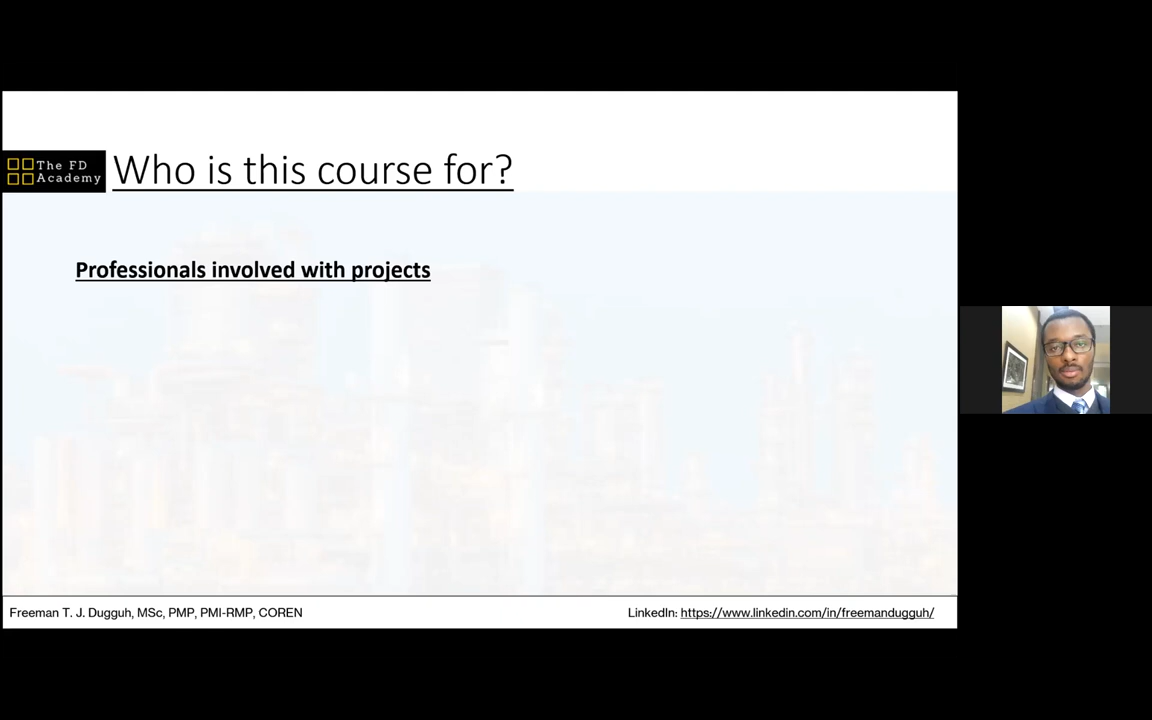 The FD
Academy
Who is this course for?
Professionals involved with projects
Freeman T. J. Dugguh, MSc, PMP, PMI-RMP, COREN
LinkedIn: https://www.linkedin.com/in/freemandugguh/